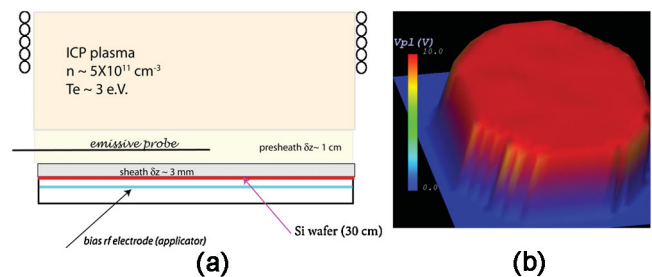 ICP plasma
n ~ 5X10¹¹ cm⁻³
Te ~ 3 e.V.
emissive probe
presheath δz~ 1 cm
sheath δz ~ 3 mm
bias rf electrode (applicator)
Si wafer (30 cm)
(a)
Vpl (V)
10.0
0.0
(b)